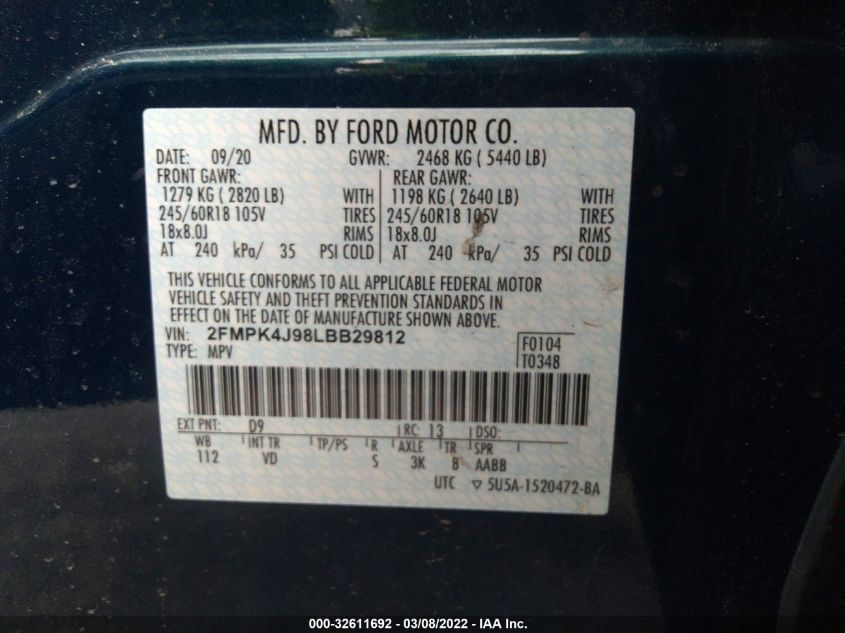 MFD. BY FORD MOTOR CO.
DATE: 09/20 GVWR: 2468 KG ( 5440 LB)
FRONT GAWR: REAR GAWR:
1279 KG ( 2820 LB) WITH 1198 KG ( 2640 LB) WITH
245/60R18 105V TIRES 245/60R18 105V TIRES
18x8.0J RIMS 18x8.0J RIMS
AT 240 kPa/ 35 PSI COLD AT 240 kPa/ 35 PSI COLD
THIS VEHICLE CONFORMS TO ALL APPLICABLE FEDERAL MOTOR
VEHICLE SAFETY AND THEFT PREVENTION STANDARDS IN
EFFECT ON THE DATE OF MANUFACTURE SHOWN ABOVE.
VIN: 2FMPK4J98LBB29812 F0104
TYPE: MPV T0348
EXT PNT: D9 RC: 13 DSO:
WB INT TR TP/PS R AXLE TR SPR
112 VD S 3K 8 AABB
UTC ▽ 5U5A-1520472-BA
000-32611692 - 03/08/2022 - IAA Inc.